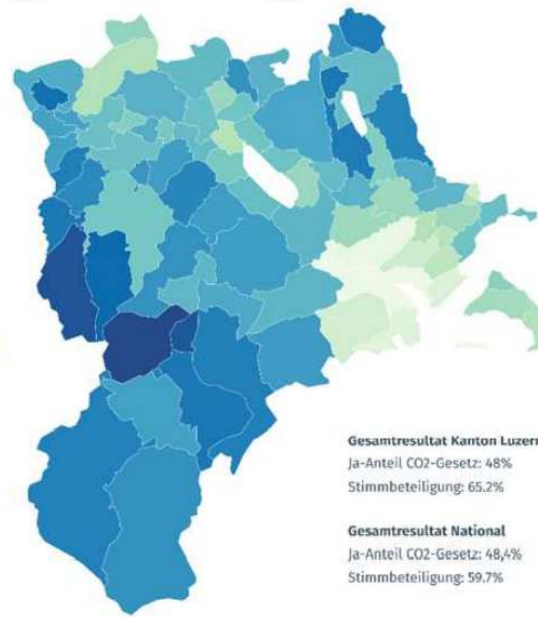 Gesamtresultat Kanton Luzern
Ja-Anteil CO2-Gesetz: 48%
Stimmbeteiligung: 65.2%
Gesamtresultat National
Ja-Anteil CO2-Gesetz: 48,4%
Stimmbeteiligung: 59.7%